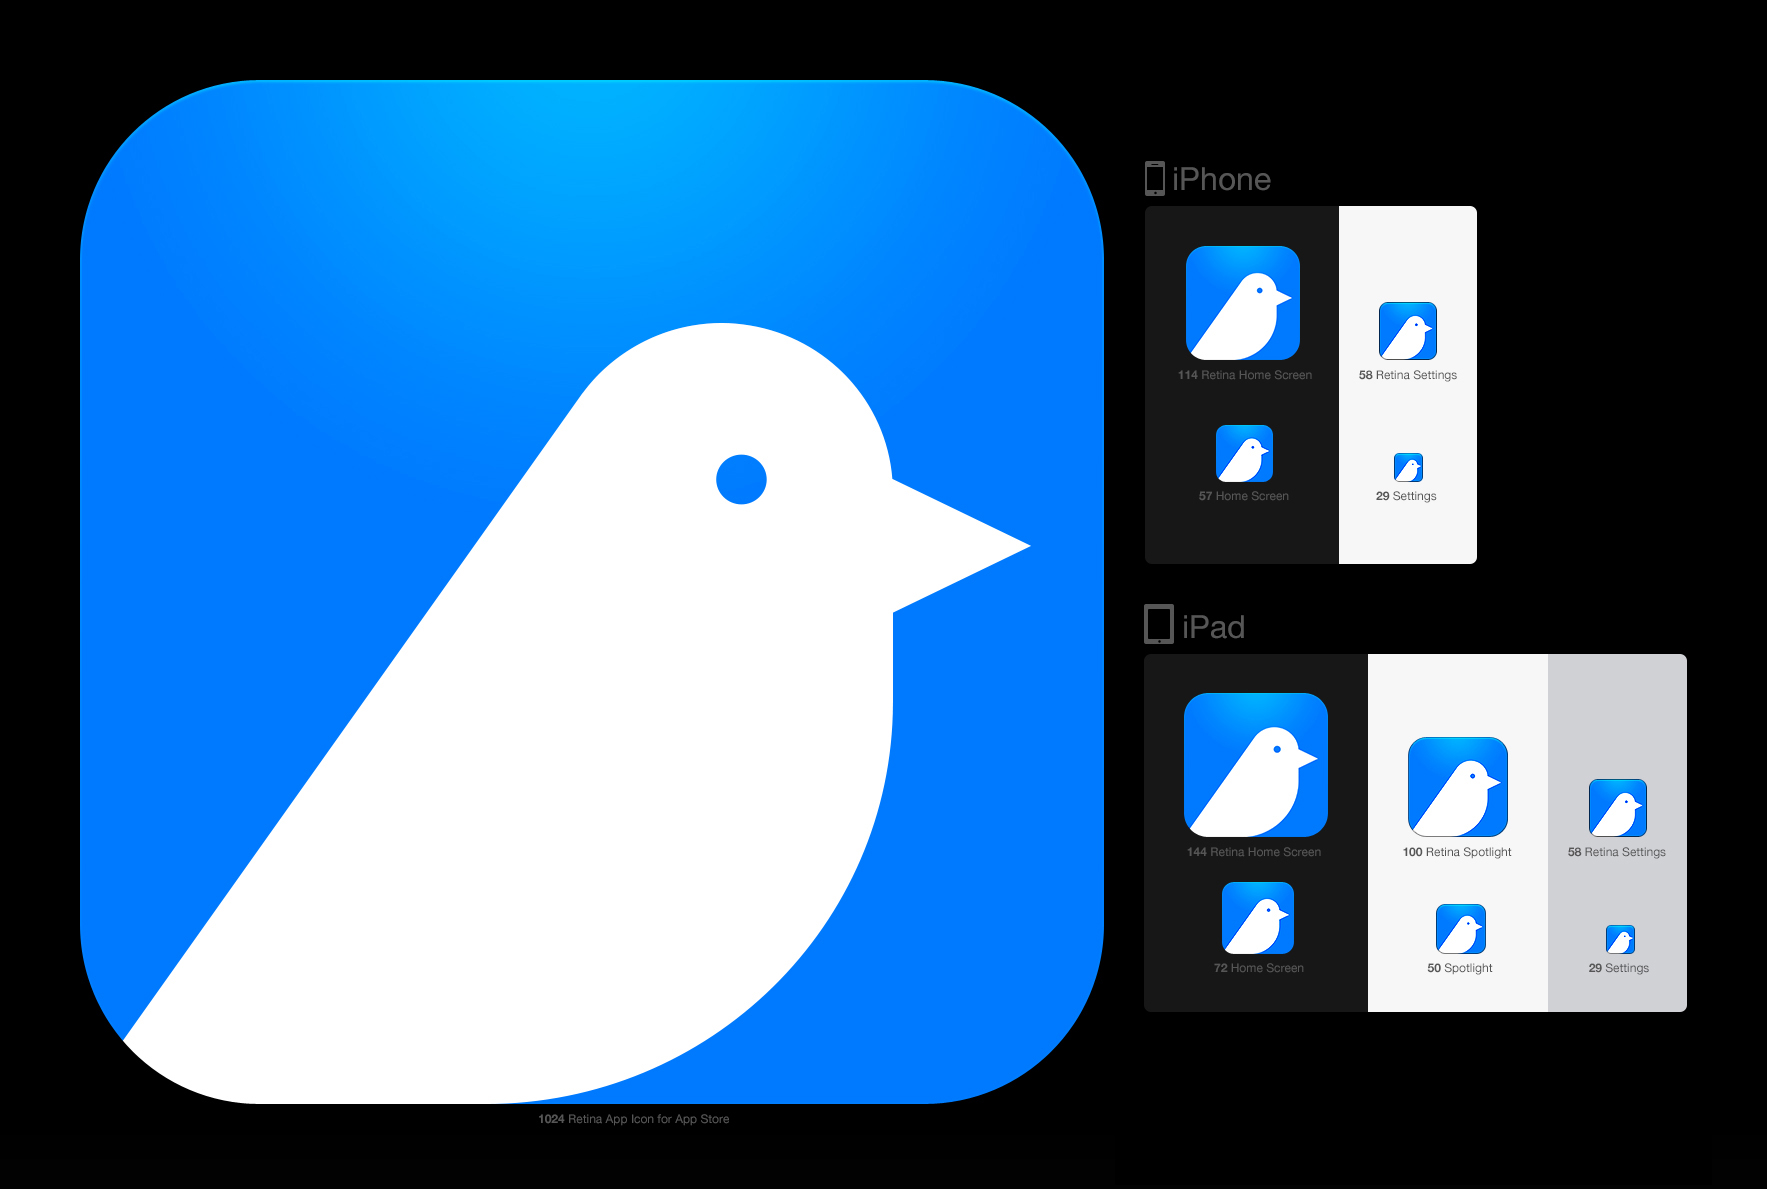 iPhone
114 Retina Home Screen
58 Retina Settings
57 Home Screen
29 Settings
iPad
144 Retina Home Screen
100 Retina Spotlight
58 Retina Settings
72 Home Screen
50 Spotlight
29 Settings
1024 Retina App Icon for App Store